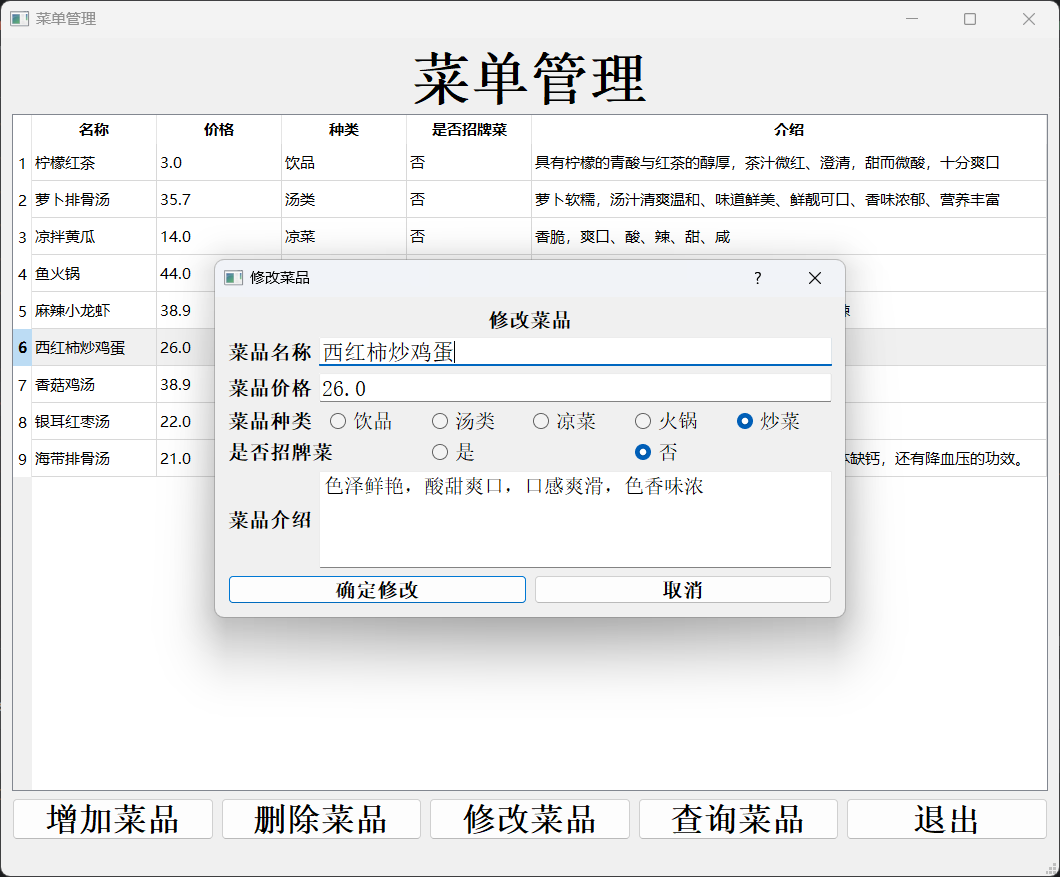 菜单管理
菜单管理
名称 价格 种类 是否招牌菜 介绍
1 柠檬红茶 3.0 饮品 否 具有柠檬的青酸与红茶的醇厚，茶汁微红、澄清，甜而微酸，十分爽口
2 萝卜排骨汤 35.7 汤类 否 萝卜软糯，汤汁清爽温和、味道鲜美、鲜靓可口、香味浓郁、营养丰富
3 凉拌黄瓜 14.0 凉菜 否 香脆，爽口、酸、辣、甜、咸
4 鱼火锅 44.0
5 麻辣小龙虾 38.9
6 西红柿炒鸡蛋 26.0
7 香菇鸡汤 38.9
8 银耳红枣汤 22.0
9 海带排骨汤 21.0 缺钙，还有降血压的功效。
修改菜品 ?
修改菜品
菜品名称 西红柿炒鸡蛋
菜品价格 26.0
菜品种类 饮品 汤类 凉菜 火锅 炒菜
是否招牌菜 是 否
菜品介绍 色泽鲜艳，酸甜爽口，口感爽滑，色香味浓
确定修改 取消
增加菜品 删除菜品 修改菜品 查询菜品 退出